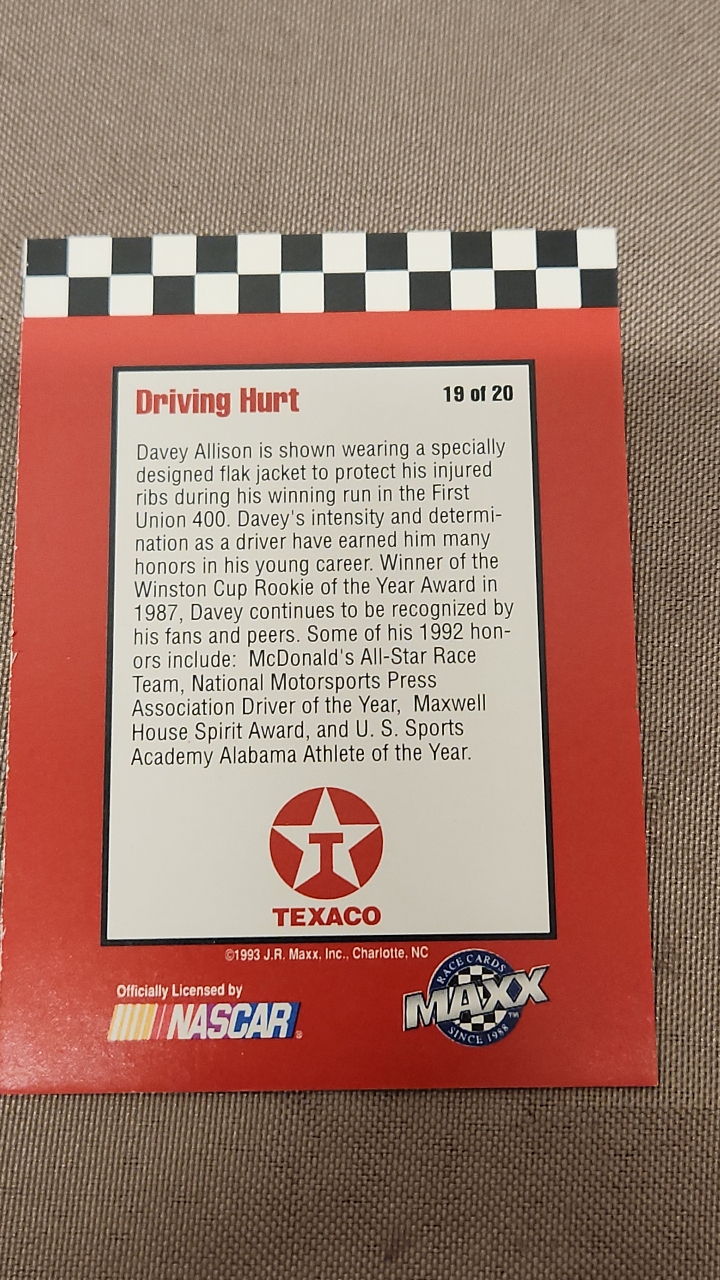 Driving Hurt
19 of 20
Davey Allison is shown wearing a specially
designed flak jacket to protect his injured
ribs during his winning run in the First
Union 400. Davey's intensity and determi-
nation as a driver have earned him many
honors in his young career. Winner of the
Winston Cup Rookie of the Year Award in
1987, Davey continues to be recognized by
his fans and peers. Some of his 1992 hon-
ors include:  McDonald's All-Star Race
Team, National Motorsports Press
Association Driver of the Year,  Maxwell
House Spirit Award, and U. S. Sports
Academy Alabama Athlete of the Year.
T
TEXACO
©1993 J.R. Maxx, Inc., Charlotte, NC
Officially Licensed by
NASCAR®
RACE CARDS
MAXX™
SINCE 1988